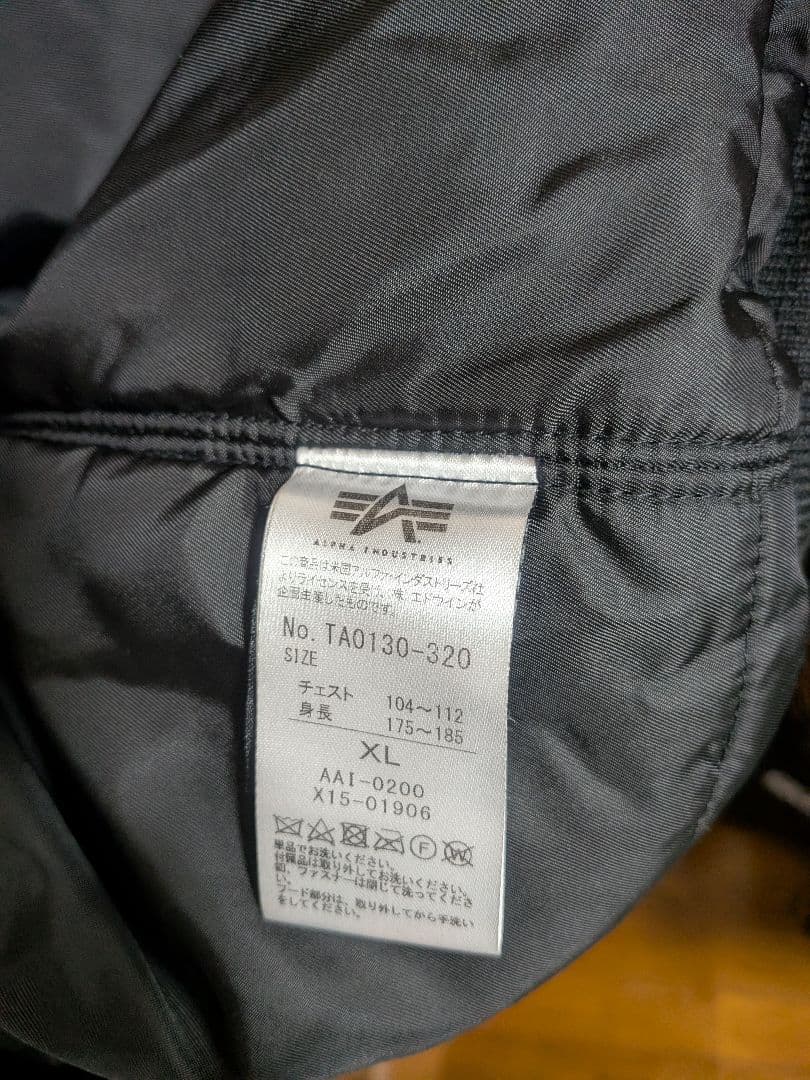 ALPHA INDUSTRIES
この商品は米国アルファ・インダストリーズ社
よりライセンスを受け、㈱エドウインが
企画生産したものです。
No. TA0130-320
SIZE
チェスト 104～112
身長 175～185
XL
AAI-0200
X15-01906
F W
単品でお洗いください。
付属品は取り外してお洗いください。
ファスナーは閉じて洗ってくださ
い。
フード部分は、取り外してから手洗い
をしてください。